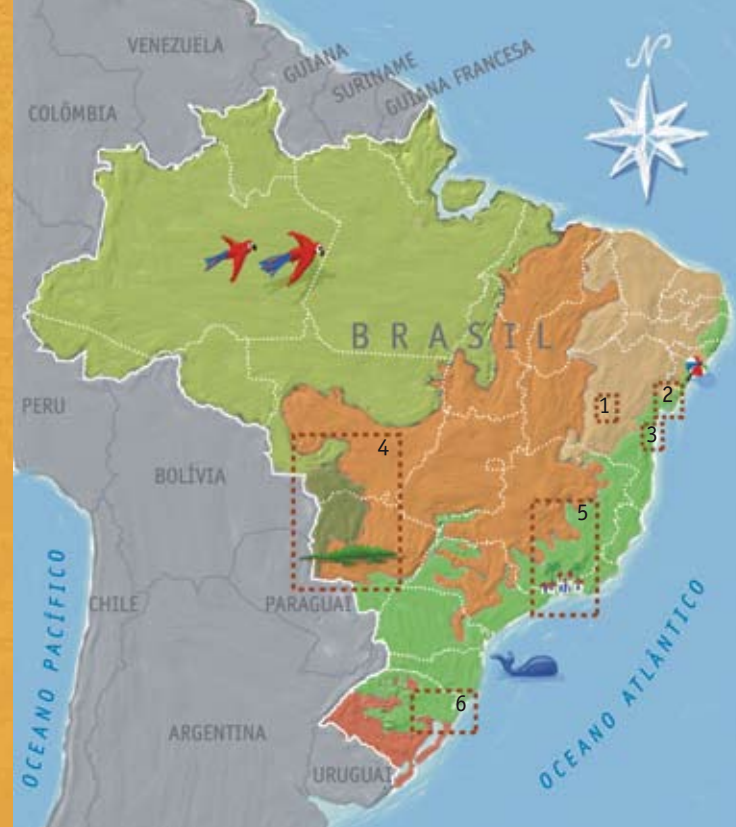 N
VENEZUELA
GUIANA
SURINAME
GUIANA FRANCESA
COLÔMBIA
BRASIL
PERU
1
2
3
4
BOLÍVIA
5
OCEANO PACÍFICO
CHILE
PARAGUAI
OCEANO ATLÂNTICO
6
ARGENTINA
URUGUAI